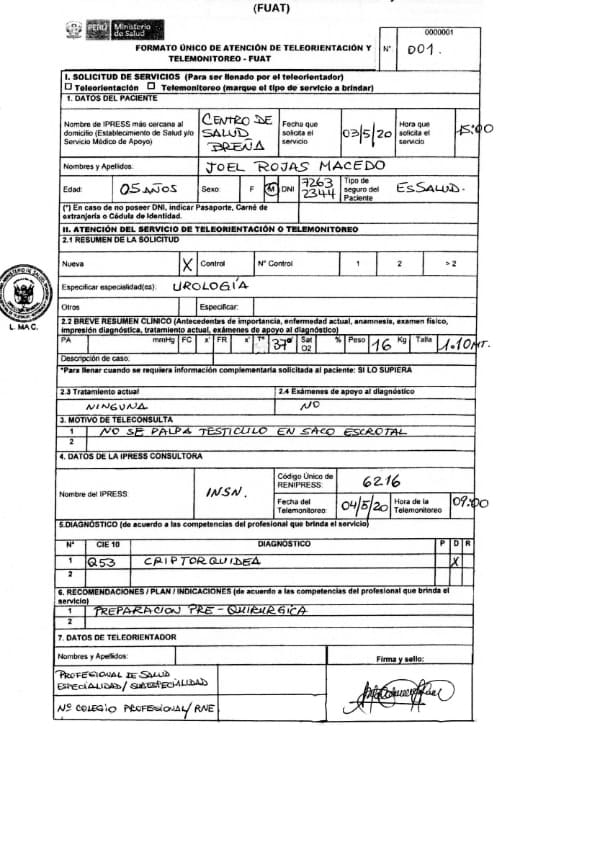 (FUAT)
PERÚ Ministerio de Salud
0000001
FORMATO ÚNICO DE ATENCIÓN DE TELEORIENTACIÓN Y
TELEMONITOREO - FUAT
N° 001.
I. SOLICITUD DE SERVICIOS (Para ser llenado por el teleorientador)
☐ Teleorientación ☐ Telemonitoreo (marque el tipo de servicio a brindar)
1. DATOS DEL PACIENTE
Nombre de IPRESS más cercana al domicilio (Establecimiento de Salud y/o Servicio Médico de Apoyo) CENTRO DE SALUD BREÑA Fecha que solicita el servicio 03/5/20 Hora que solicita el servicio 15:00
Nombres y Apellidos: JOEL ROJAS MACEDO
Edad: 05 AÑOS Sexo: F M DNI 7263 2344 Tipo de seguro del Paciente ESSALUD.
(*) En caso de no poseer DNI, indicar Pasaporte, Carné de
extranjería o Cédula de Identidad.
II. ATENCIÓN DEL SERVICIO DE TELEORIENTACIÓN O TELEMONITOREO
2.1 RESUMEN DE LA SOLICITUD
Nueva X Control N° Control 1 2 > 2
Especificar especialidad(es): UROLOGÍA
Otros Especificar:
2.2 BREVE RESUMEN CLÍNICO (Antecedentes de importancia, enfermedad actual, anamnesis, examen físico,
impresión diagnóstica, tratamiento actual, exámenes de apoyo al diagnóstico)
PA mmHg FC x' FR x' T° 37° Sat O2 % Peso 16 Kg Talla 1.10 MT.
Descripción de caso:
*Para llenar cuando se requiera información complementaria solicitada al paciente: SI LO SUPIERA
2.3 Tratamiento actual 2.4 Exámenes de apoyo al diagnóstico
NINGUNA NO
3. MOTIVO DE TELECONSULTA
1 NO SE PALPA TESTICULO EN SACO ESCROTAL
2
4. DATOS DE LA IPRESS CONSULTORA
Nombre del IPRESS: INSN. Código Único de RENIPRESS: 6216
Fecha del Telemonitoreo: 04/5/20 Hora de la Telemonitoreo 09:00
5.DIAGNÓSTICO (de acuerdo a las competencias del profesional que brinda el servicio)
N° CIE 10 DIAGNÓSTICO P D R
1 Q53 CRIPTORQUIDEA X
2
6. RECOMENDACIONES / PLAN / INDICACIONES (de acuerdo a las competencias del profesional que brinda el
servicio)
1 PREPARACION PRE - QUIRURGICA
2
7. DATOS DE TELEORIENTADOR
Nombres y Apellidos: Firma y sello:
PROFESIONAL DE SALUD
ESPECIALIDAD/ SUBESPECIALIDAD
N° COLEGIO PROFESIONAL/ RNE
L. MAC.